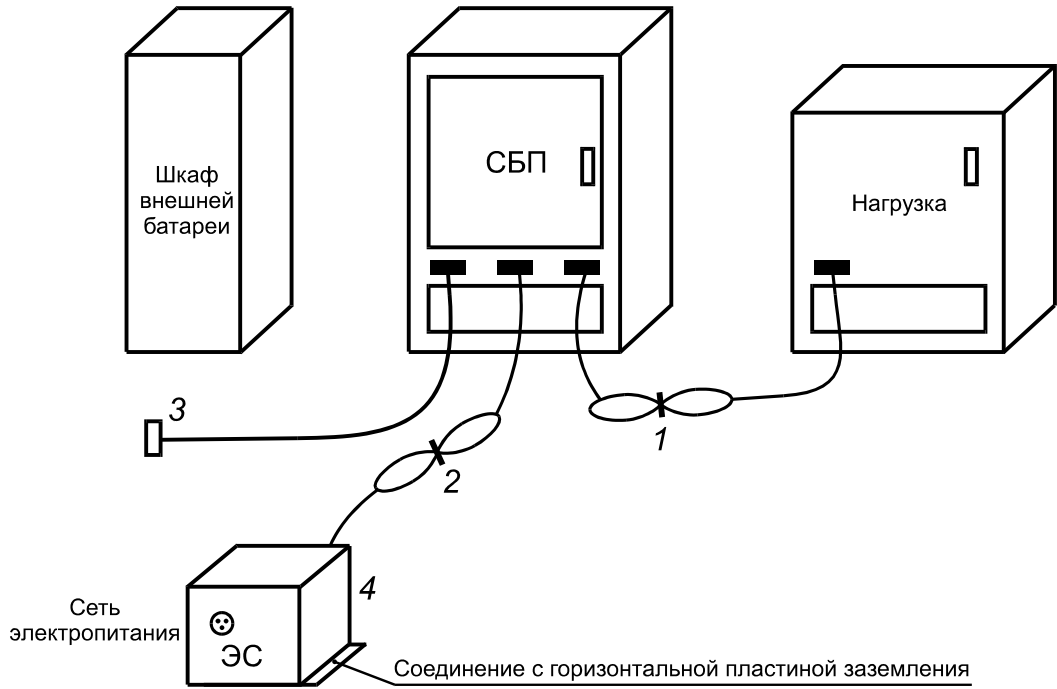 СБП
Шкаф
внешней
батареи
Нагрузка
3
1
2
4
Сеть
электропитания
ЭС
Соединение с горизонтальной пластиной заземления